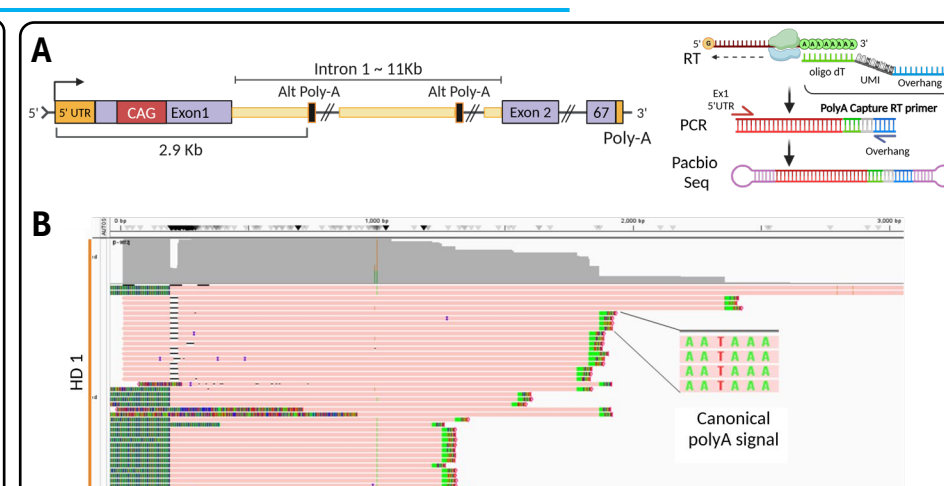 A
Intron 1 ~ 11Kb
Alt Poly-A
Alt Poly-A
5'
5' UTR
CAG
Exon1
Exon 2
67
3'
Poly-A
2.9 Kb
5'
G
AAAAAAA
3'
RT
oligo dT
UMI
Overhang
PolyA Capture RT primer
Ex1
5'UTR
PCR
Overhang
Pacbio
Seq
B
0 bp
1,000 bp
2,000 bp
3,000 bp
HD 1
A A T A A A
A A T A A A
A A T A A A
A A T A A A
Canonical
polyA signal